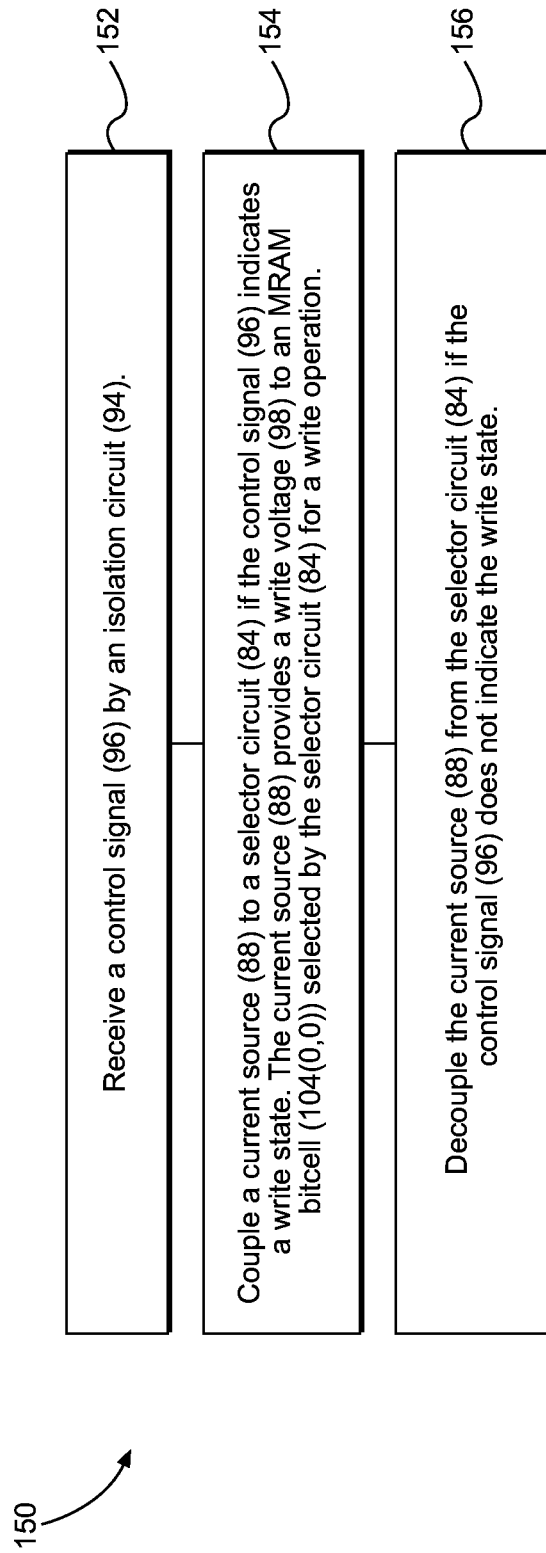 150
Receive a control signal (96) by an isolation circuit (94).
152
Couple a current source (88) to a selector circuit (84) if the control signal (96) indicates
a write state. The current source (88) provides a write voltage (98) to an MRAM
bitcell (104(0,0)) selected by the selector circuit (84) for a write operation.
154
Decouple the current source (88) from the selector circuit (84) if the
control signal (96) does not indicate the write state.
156